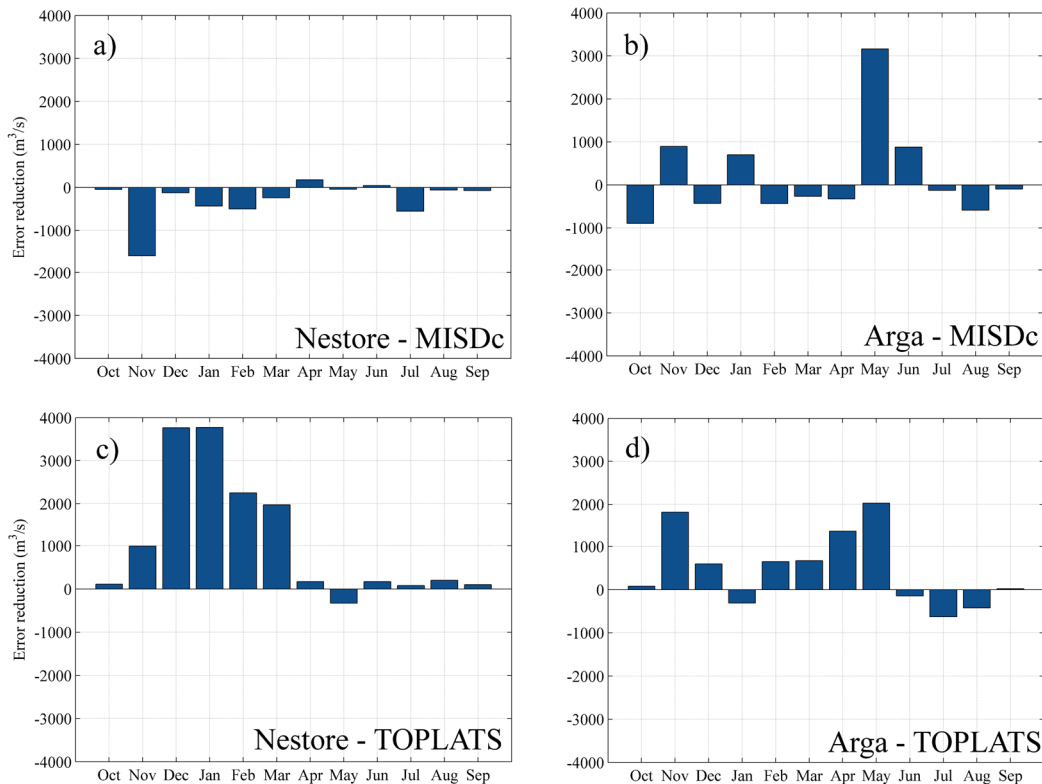 a)
4000
3000
2000
1000
0
-1000
-2000
-3000
-4000
Error reduction (m³/s)
Nestore - MISDc
Oct Nov Dec Jan Feb Mar Apr May Jun Jul Aug Sep
b)
4000
3000
2000
1000
0
-1000
-2000
-3000
-4000
Arga - MISDc
Oct Nov Dec Jan Feb Mar Apr May Jun Jul Aug Sep
c)
4000
3000
2000
1000
0
-1000
-2000
-3000
-4000
Error reduction (m³/s)
Nestore - TOPLATS
Oct Nov Dec Jan Feb Mar Apr May Jun Jul Aug Sep
d)
4000
3000
2000
1000
0
-1000
-2000
-3000
-4000
Arga - TOPLATS
Oct Nov Dec Jan Feb Mar Apr May Jun Jul Aug Sep